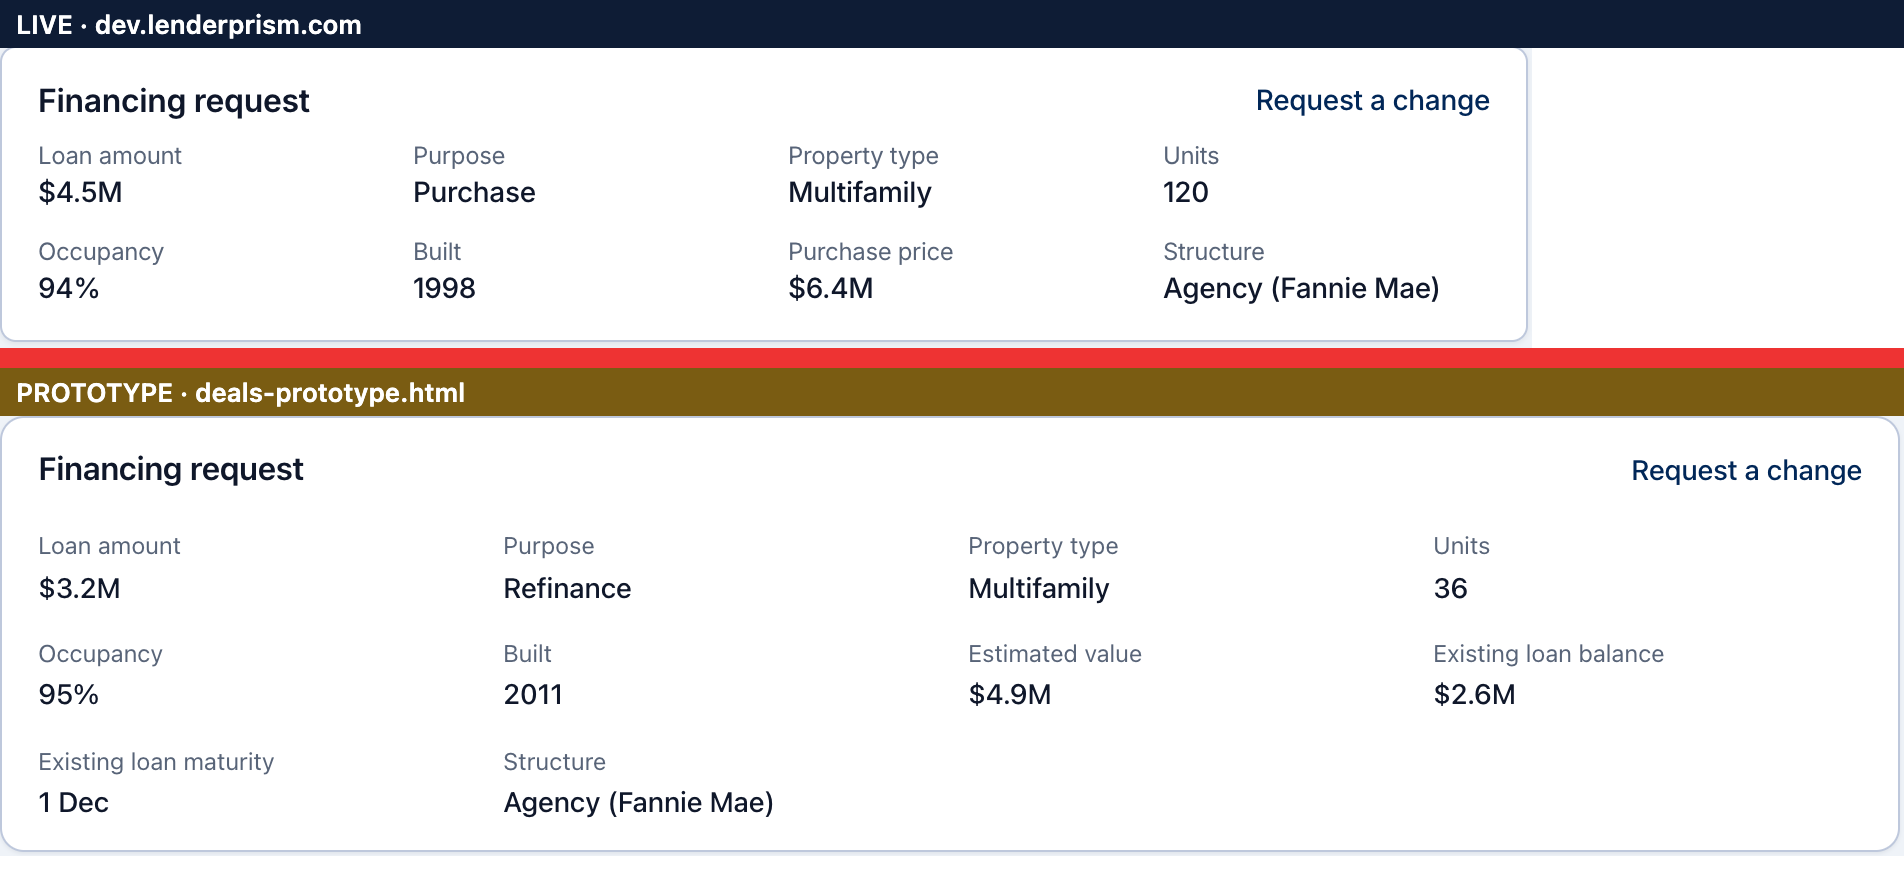 LIVE · dev.lenderprism.com
Financing request Request a change
Loan amount Purpose Property type Units
$4.5M Purchase Multifamily 120
Occupancy Built Purchase price Structure
94% 1998 $6.4M Agency (Fannie Mae)
PROTOTYPE · deals-prototype.html
Financing request Request a change
Loan amount Purpose Property type Units
$3.2M Refinance Multifamily 36
Occupancy Built Estimated value Existing loan balance
95% 2011 $4.9M $2.6M
Existing loan maturity Structure
1 Dec Agency (Fannie Mae)